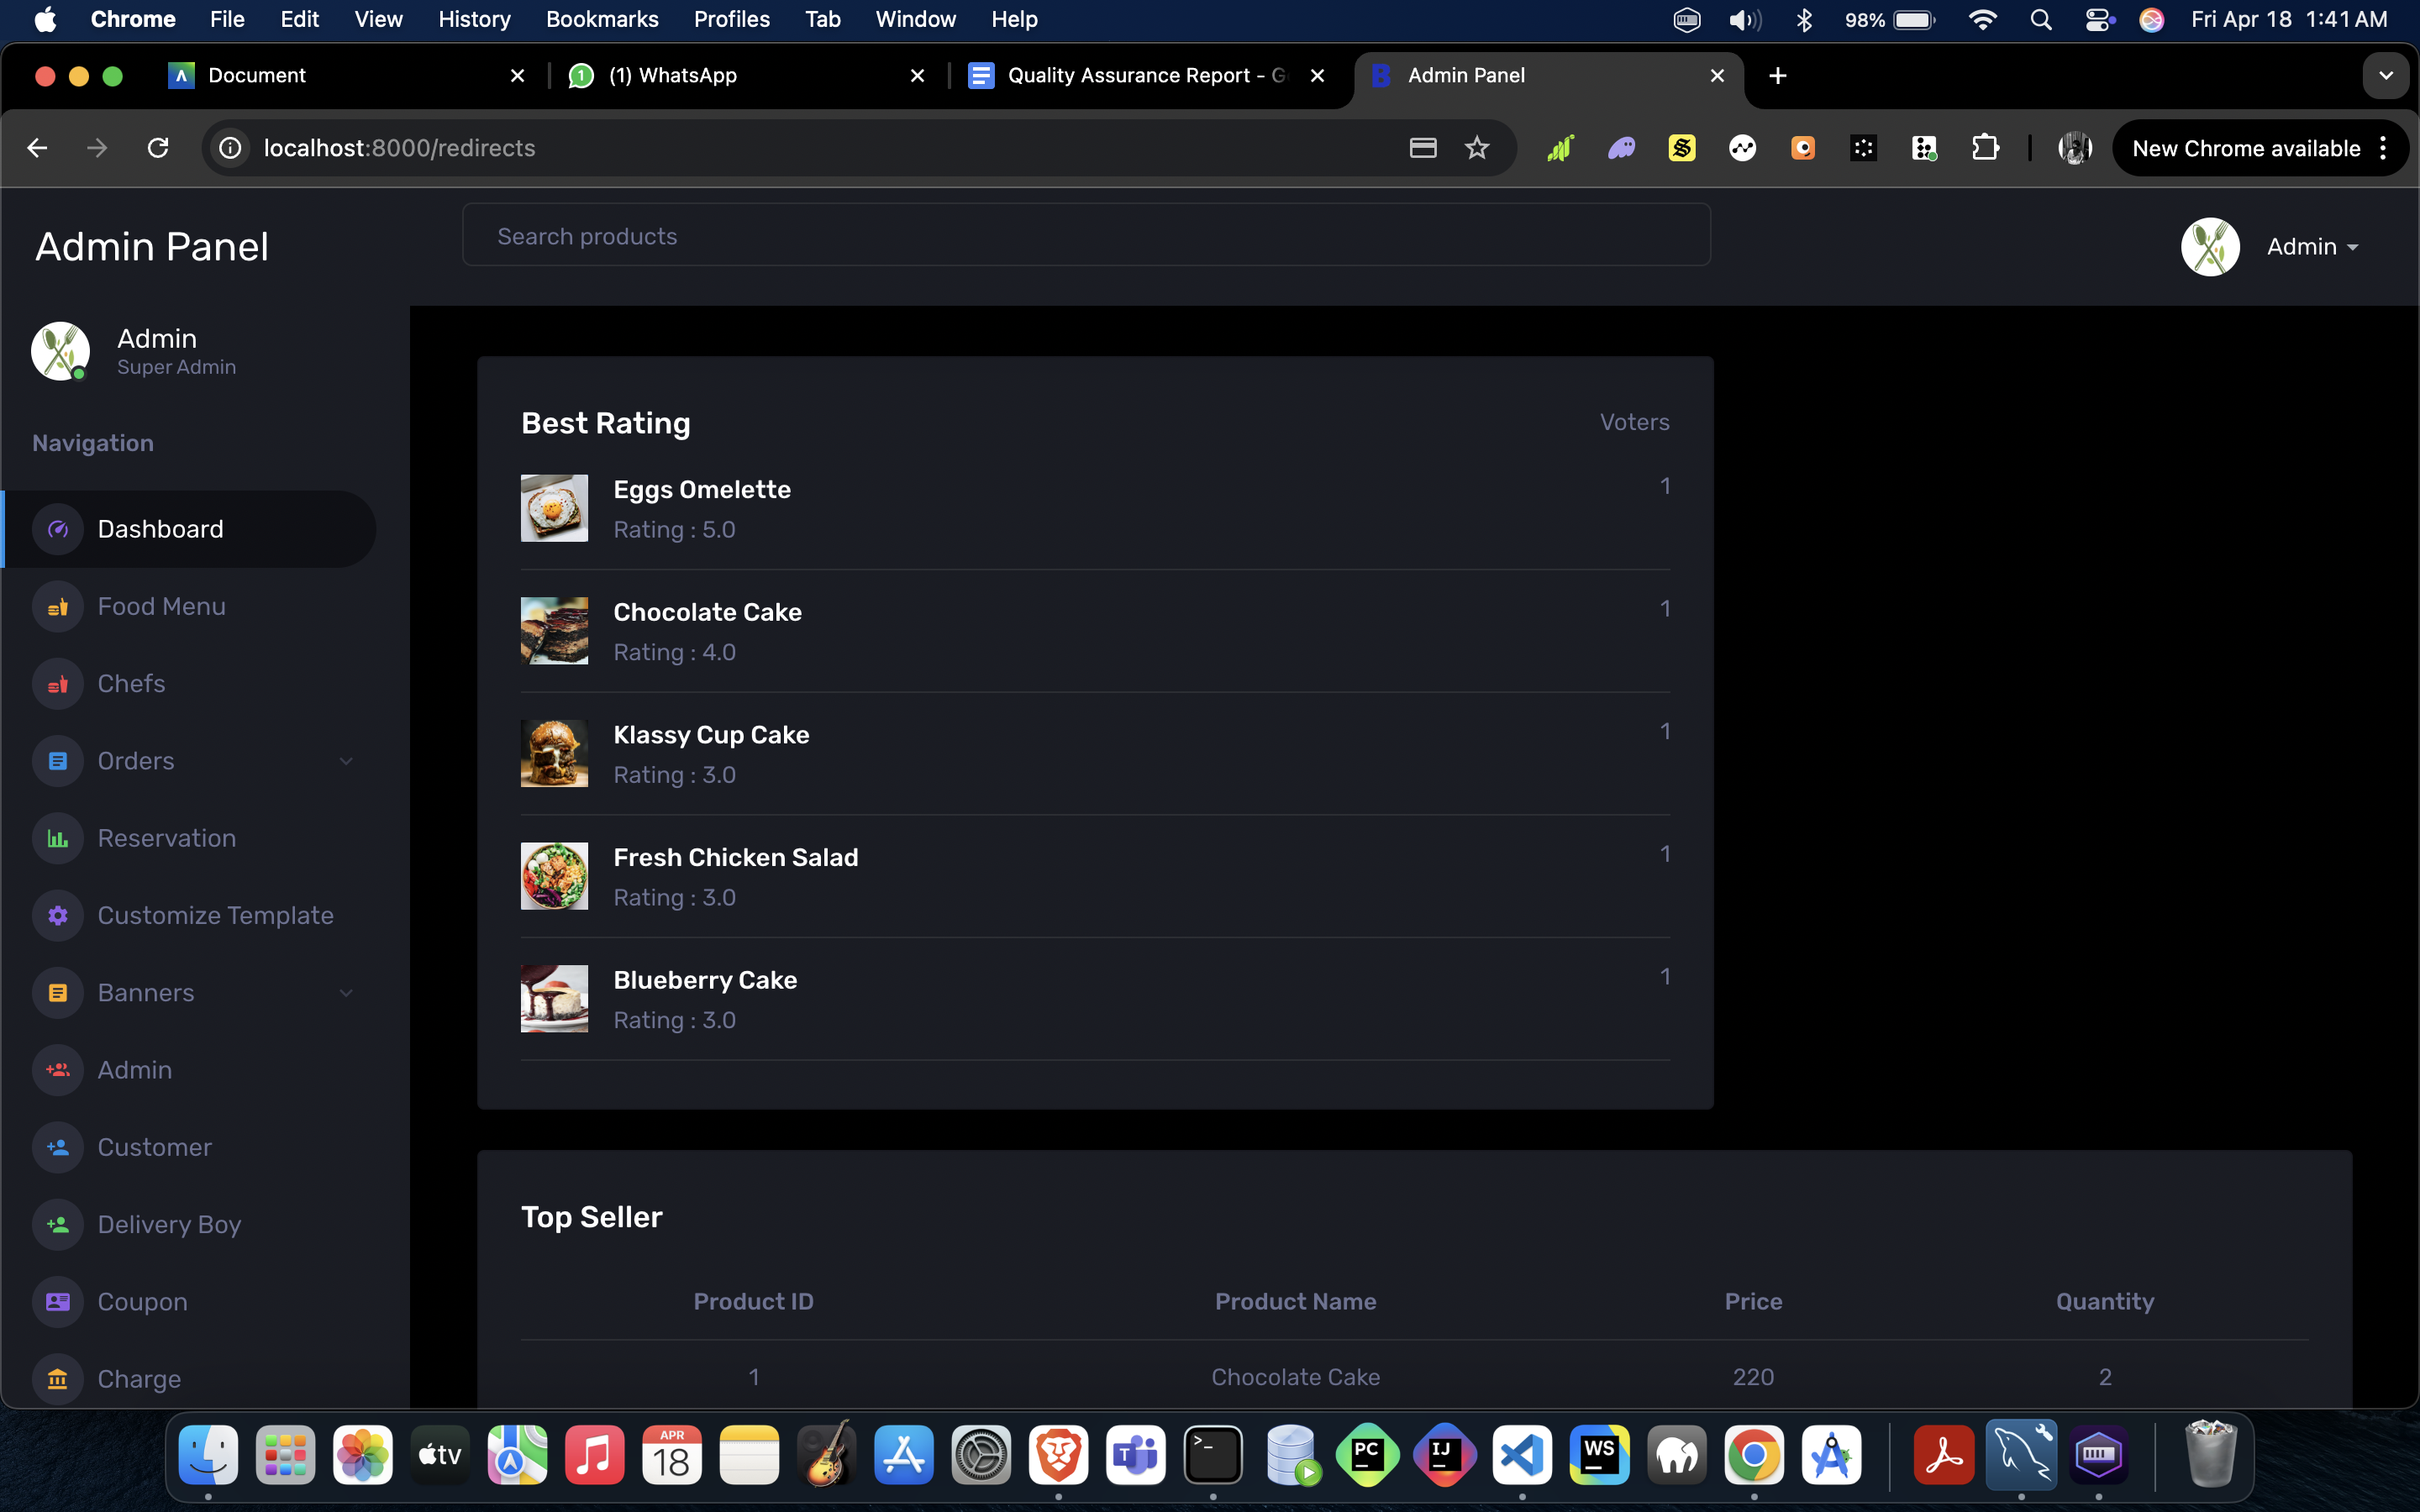 Chrome File Edit View History Bookmarks Profiles Tab Window Help 98% Fri Apr 18 1:41 AM
Document (1) WhatsApp Quality Assurance Report - G Admin Panel
localhost:8000/redirects New Chrome available
Admin Panel
Search products
Admin
Admin
Super Admin
Navigation
Dashboard
Food Menu
Chefs
Orders
Reservation
Customize Template
Banners
Admin
Customer
Delivery Boy
Coupon
Charge
Best Rating Voters
Eggs Omelette 1
Rating : 5.0
Chocolate Cake 1
Rating : 4.0
Klassy Cup Cake 1
Rating : 3.0
Fresh Chicken Salad 1
Rating : 3.0
Blueberry Cake 1
Rating : 3.0
Top Seller
Product ID Product Name Price Quantity
1 Chocolate Cake 220 2
tv APR 18 T >_ PC IJ WS